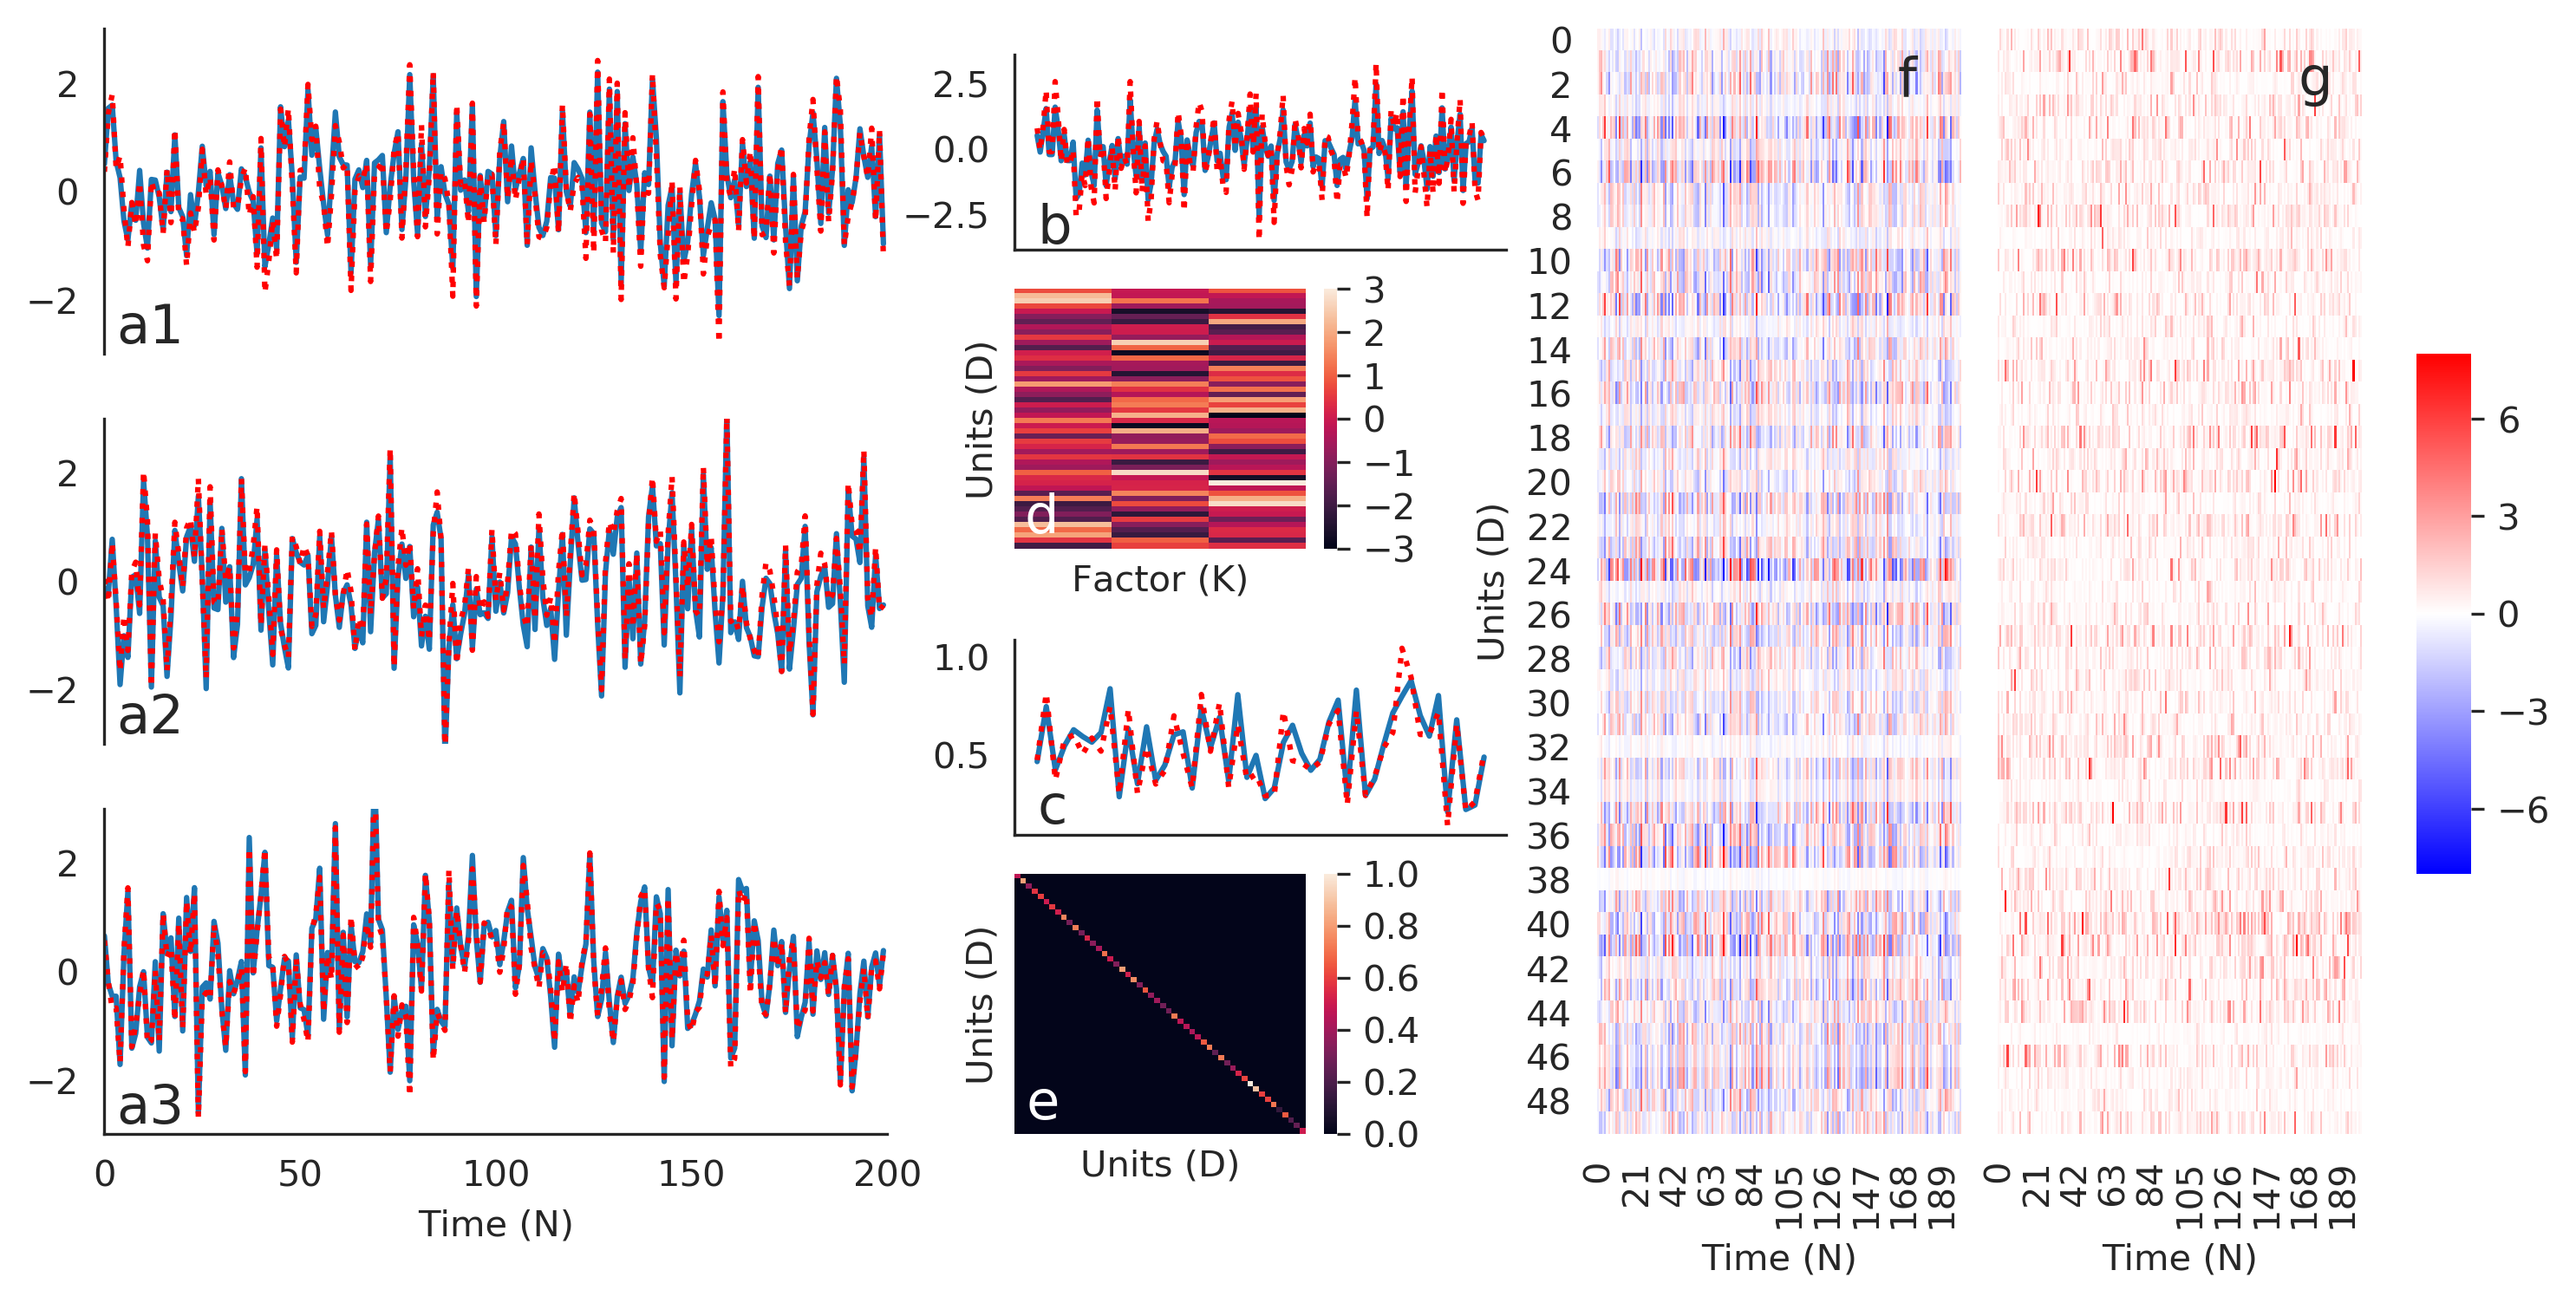 2
0
−2
a1
2
0
−2
a2
2
0
−2
a3
0 50 100 150 200
Time (N)
2.5
0.0
−2.5
b
Units (D)
d
Factor (K)
3
2
1
0
−1
−2
−3
1.0
0.5
c
Units (D)
e
Units (D)
1.0
0.8
0.6
0.4
0.2
0.0
Units (D)
0
2
4
6
8
10
12
14
16
18
20
22
24
26
28
30
32
34
36
38
40
42
44
46
48
f
0 21 42 63 84 105 126 147 168 189
Time (N)
g
0 21 42 63 84 105 126 147 168 189
Time (N)
6
3
0
−3
−6